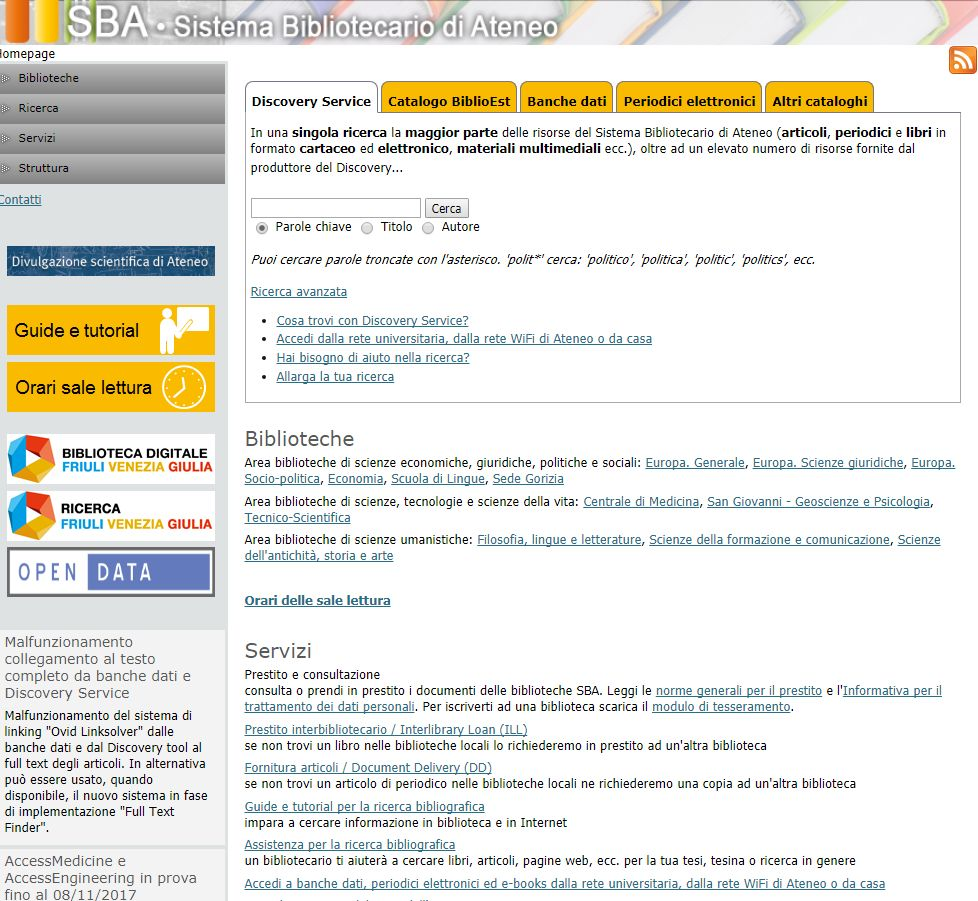 SBA • Sistema Bibliotecario di Ateneo
Homepage
Biblioteche
Ricerca
Servizi
Struttura
Contatti
Divulgazione scientifica di Ateneo
Guide e tutorial
Orari sale lettura
BIBLIOTECA DIGITALE
FRIULI VENEZIA GIULIA
RICERCA
FRIULI VENEZIA GIULIA
OPEN DATA
Malfunzionamento
collegamento al testo
completo da banche dati e
Discovery Service
Malfunzionamento del sistema di
linking "Ovid Linksolver" dalle
banche dati e dal Discovery tool al
full text degli articoli. In alternativa
può essere usato, quando
disponibile, il nuovo sistema in fase
di implementazione "Full Text
Finder".
AccessMedicine e
AccessEngineering in prova
fino al 08/11/2017
Discovery Service Catalogo BiblioEst Banche dati Periodici elettronici Altri cataloghi
In una singola ricerca la maggior parte delle risorse del Sistema Bibliotecario di Ateneo (articoli, periodici e libri in
formato cartaceo ed elettronico, materiali multimediali ecc.), oltre ad un elevato numero di risorse fornite dal
produttore del Discovery...
Cerca
Parole chiave Titolo Autore
Puoi cercare parole troncate con l'asterisco. 'polit*' cerca: 'politico', 'politica', 'politic', 'politics', ecc.
Ricerca avanzata
• Cosa trovi con Discovery Service?
• Accedi dalla rete universitaria, dalla rete WiFi di Ateneo o da casa
• Hai bisogno di aiuto nella ricerca?
• Allarga la tua ricerca
Biblioteche
Area biblioteche di scienze economiche, giuridiche, politiche e sociali: Europa. Generale, Europa. Scienze giuridiche, Europa.
Socio-politica, Economia, Scuola di Lingue, Sede Gorizia
Area biblioteche di scienze, tecnologie e scienze della vita: Centrale di Medicina, San Giovanni - Geoscienze e Psicologia,
Tecnico-Scientifica
Area biblioteche di scienze umanistiche: Filosofia, lingue e letterature, Scienze della formazione e comunicazione, Scienze
dell'antichità, storia e arte
Orari delle sale lettura
Servizi
Prestito e consultazione
consulta o prendi in prestito i documenti delle biblioteche SBA. Leggi le norme generali per il prestito e l'Informativa per il
trattamento dei dati personali. Per iscriverti ad una biblioteca scarica il modulo di tesseramento.
Prestito interbibliotecario / Interlibrary Loan (ILL)
se non trovi un libro nelle biblioteche locali lo richiederemo in prestito ad un'altra biblioteca
Fornitura articoli / Document Delivery (DD)
se non trovi un articolo di periodico nelle biblioteche locali ne richiederemo una copia ad un'altra biblioteca
Guide e tutorial per la ricerca bibliografica
impara a cercare informazione in biblioteca e in Internet
Assistenza per la ricerca bibliografica
un bibliotecario ti aiuterà a cercare libri, articoli, pagine web, ecc. per la tua tesi, tesina o ricerca in genere
Accedi a banche dati, periodici elettronici ed e-books dalla rete universitaria, dalla rete WiFi di Ateneo o da casa